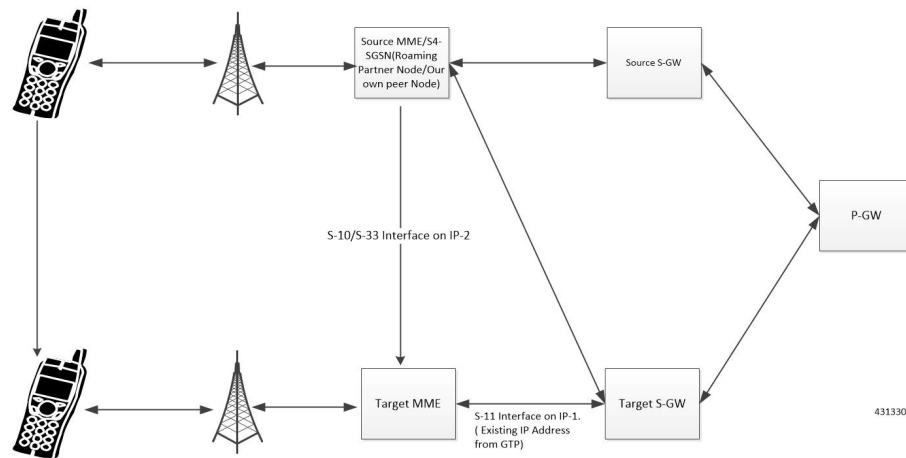 Source MME/S4-
SGSN(Roaming
Partner Node/Our
own peer Node)
Source S-GW
P-GW
S-10/S-33 Interface on IP-2
Target MME
S-11 Interface on IP-1.
( Existing IP Address
from GTP)
Target S-GW
431330